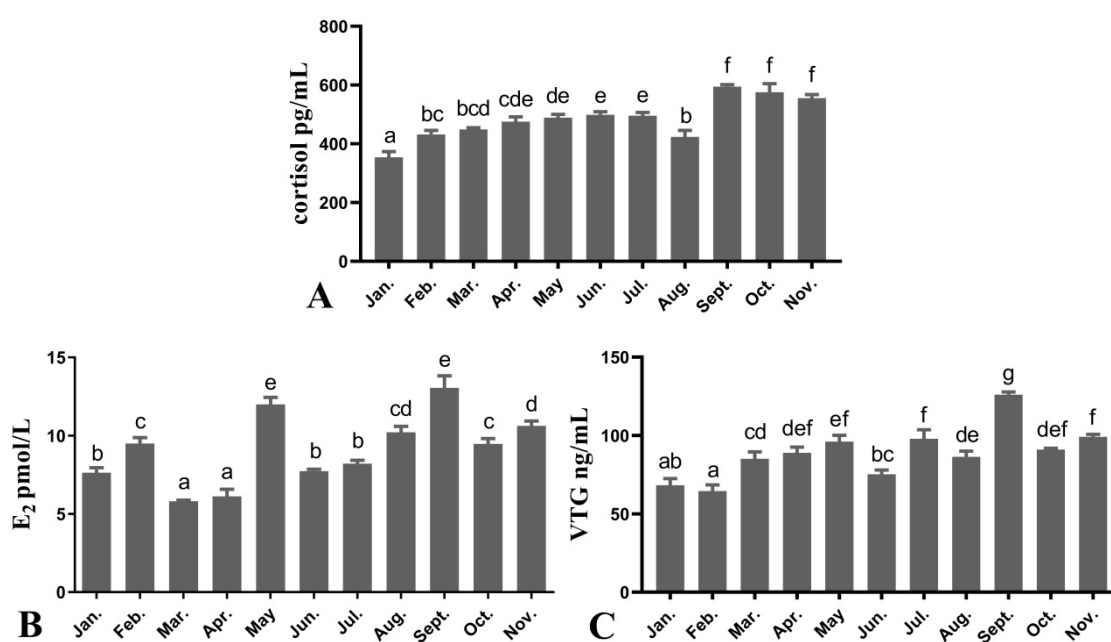 800
600
400
200
0
cortisol pg/mL
a
bc
bcd
cde
de
e
e
b
f
f
f
Jan.
Feb.
Mar.
Apr.
May
Jun.
Jul.
Aug.
Sept.
Oct.
Nov.
A
15
10
5
0
E₂ pmol/L
b
c
a
a
e
b
b
cd
e
c
d
Jan.
Feb.
Mar.
Apr.
May
Jun.
Jul.
Aug.
Sept.
Oct.
Nov.
B
150
100
50
0
VTG ng/mL
ab
a
cd
def
ef
bc
f
de
g
def
f
Jan.
Feb.
Mar.
Apr.
May
Jun.
Jul.
Aug.
Sept.
Oct.
Nov.
C